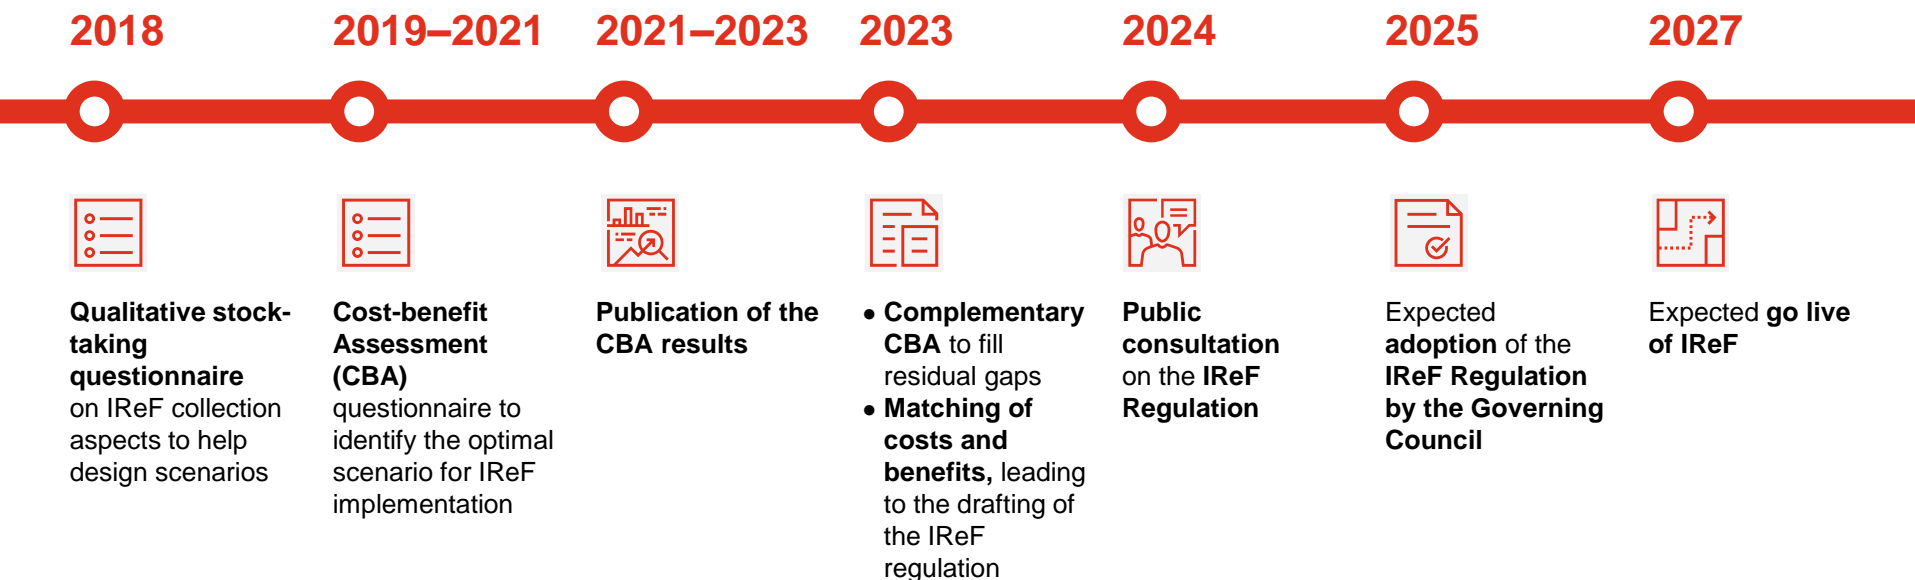 2018
Qualitative stock-
taking
questionnaire
on IReF collection
aspects to help
design scenarios
2019–2021
Cost-benefit
Assessment
(CBA)
questionnaire to
identify the optimal
scenario for IReF
implementation
2021–2023
Publication of the
CBA results
2023
• Complementary
CBA to fill
residual gaps
• Matching of
costs and
benefits, leading
to the drafting of
the IReF
regulation
2024
Public
consultation
on the IReF
Regulation
2025
Expected
adoption of the
IReF Regulation
by the Governing
Council
2027
Expected go live
of IReF